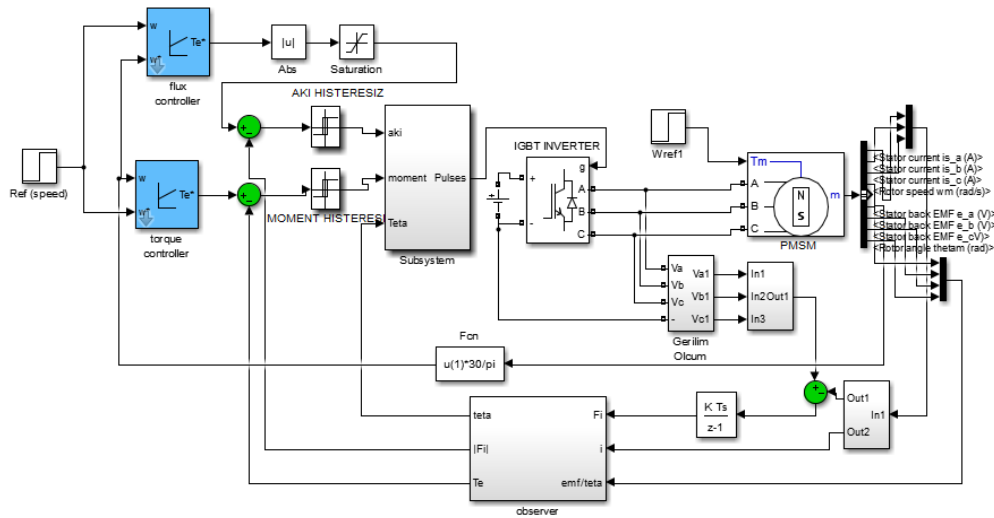 w
Te*
w*
flux
controller
|u|
Abs
Saturation
AKI HISTERESIZ
Ref (speed)
w
Te*
w*
torque
controller
MOMENT HISTERESI
aki
moment
Pulses
Teta
Subsystem
IGBT INVERTER
g
+
-
A
B
C
Wref1
Tm
A
B
C
N
S
m
PMSM
<Stator current is_a (A)>
<Stator current is_b (A)>
<Stator current is_c (A)>
<Rotor speed wm (rad/s)>
<Stator back EMF e_a (V)>
<Stator back EMF e_b (V)>
<Stator back EMF e_cV)>
<Rotor angle thetam (rad)>
Va
Vb
Vc
-
Va1
Vb1
Vc1
Gerilim
Olcum
In1
In2
In3
Out1
Fcn
u(1)*30/pi
K Ts
z-1
Out1
Out2
In1
teta
|Fi|
Te
Fi
i
emf/teta
observer